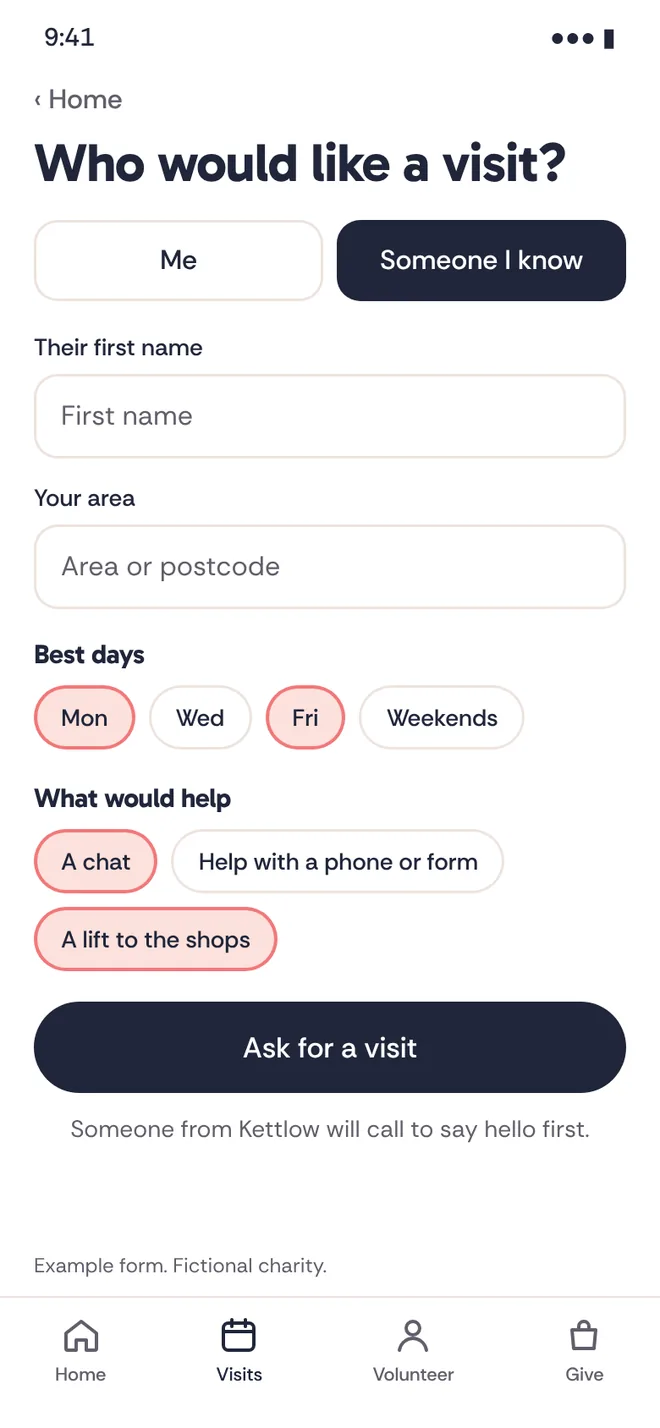 9:41
‹ Home
Who would like a visit?
Me
Someone I know
Their first name
First name
Your area
Area or postcode
Best days
Mon
Wed
Fri
Weekends
What would help
A chat
Help with a phone or form
A lift to the shops
Ask for a visit
Someone from Kettlow will call to say hello first.
Example form. Fictional charity.
Home
Visits
Volunteer
Give